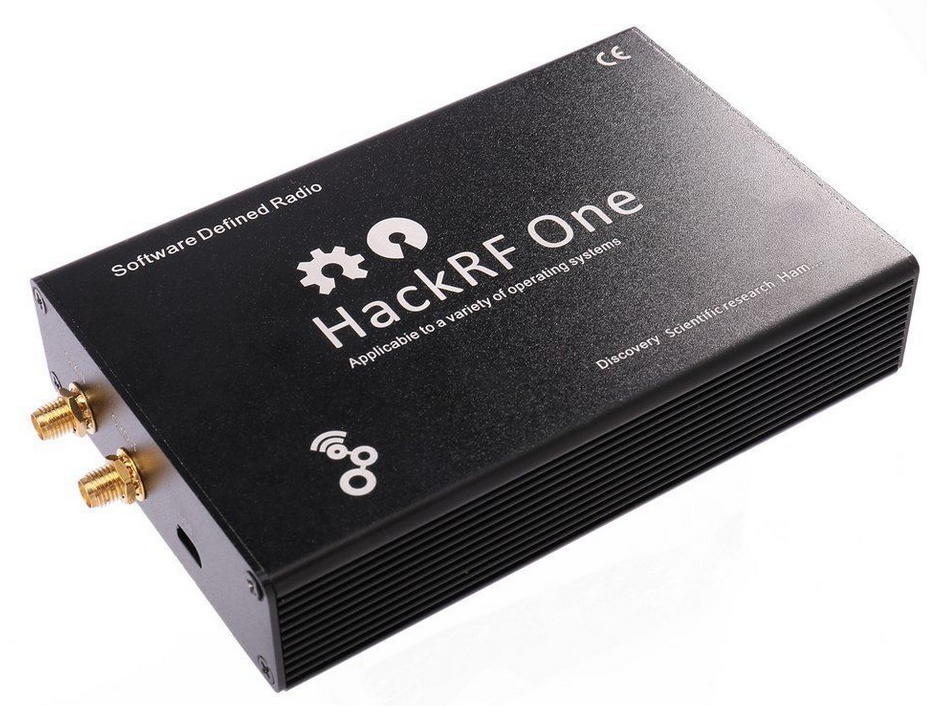 CE
Software Defined Radio
HackRF One
Applicable to a variety of operating systems
Discovery Scientific research Ham